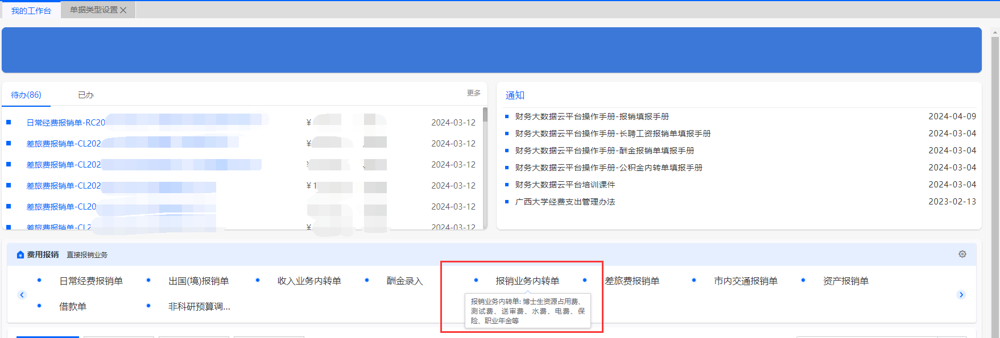 我的工作台 单据类型设置
待办(86) 已办 更多
日常经费报销单-RC20 ¥ 2024-03-12
差旅费报销单-CL202 ¥ 2024-03-12
差旅费报销单-CL202 2024-03-12
差旅费报销单-CL202 ¥ 1 2024-03-12
差旅费报销单-CL20 2024-03-12
差旅费报销单-CL2 ¥ 2024-03-12
通知
财务大数据云平台操作手册-报销填报手册 2024-04-09
财务大数据云平台操作手册-长聘工资报销单填报手册 2024-03-04
财务大数据云平台操作手册-酬金报销单填报手册 2024-03-04
财务大数据云平台操作手册-公积金内转单填报手册 2024-03-04
财务大数据云平台培训课件 2024-03-04
广西大学经费支出管理办法 2023-02-13
费用报销 直接报销业务
日常经费报销单 出国(境)报销单 收入业务内转单 酬金录入 报销业务内转单 差旅费报销单 市内交通报销单 资产报销单
借款单 非科研预算调...
报销业务内转单: 博士生资源占用费、
测试费、送审费、水费、电费、保
险、职业年金等